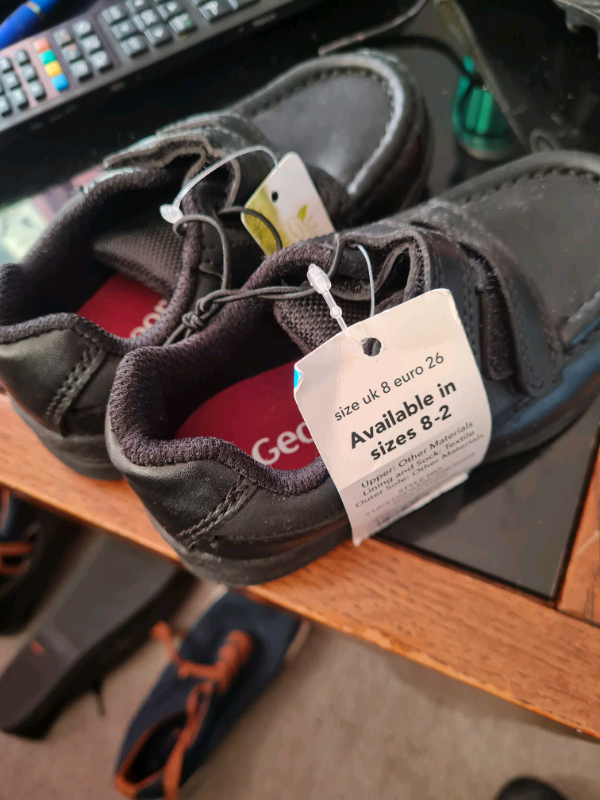 Geo
size uk 8 euro 26
Available in
sizes 8-2
Upper: Other Materials
Lining and Sock: Textile
Outer Sole: Other Materials